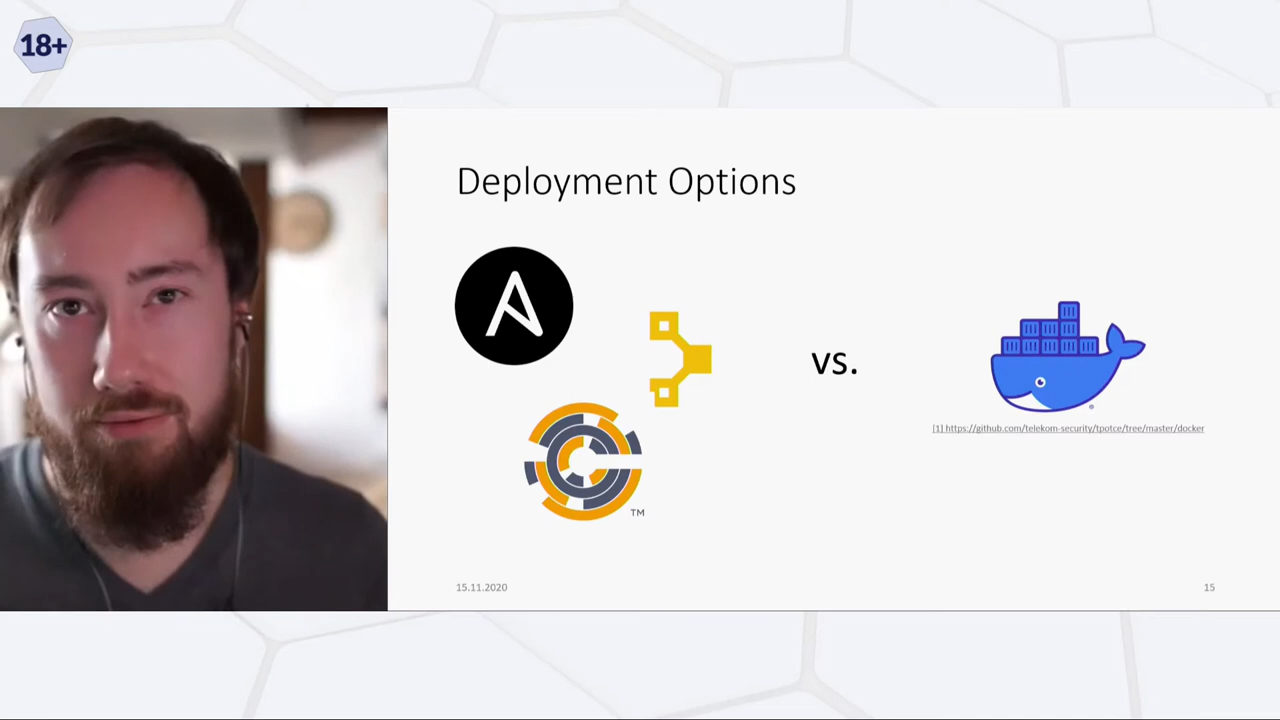 18+
Deployment Options
vs.
[1] https://github.com/telekom-security/tpotce/tree/master/docker
TM
15.11.2020
15